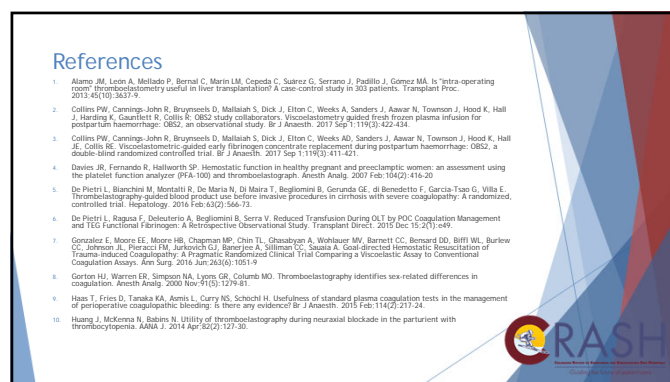 References
1. Alamo JM, León A, Mellado P, Bernal C, Marín LM, Cepeda C, Suárez G, Serrano J, Padillo J, Gómez MÁ. Is "intra-operating
room" thromboelastometry useful in liver transplantation? A case-control study in 303 patients. Transplant Proc.
2013;45(10):3637-9.
2. Collins PW, Cannings-John R, Bruynseels D, Mallaiah S, Dick J, Elton C, Weeks A, Sanders J, Aawar N, Townson J, Hood K, Hall
J, Harding K, Gauntlett R, Collis R; OBS2 study collaborators. Viscoelastometry guided fresh frozen plasma infusion for
postpartum haemorrhage: OBS2, an observational study. Br J Anaesth. 2017 Sep 1;119(3):422-434.
3. Collins PW, Cannings-John R, Bruynseels D, Mallaiah S, Dick J, Elton C, Weeks AD, Sanders J, Aawar N, Townson J, Hood K, Hall
JE, Collis RE. Viscoelastometric-guided early fibrinogen concentrate replacement during postpartum haemorrhage: OBS2, a
double-blind randomized controlled trial. Br J Anaesth. 2017 Sep 1;119(3):411-421.
4. Davies JR, Fernando R, Hallworth SP. Hemostatic function in healthy pregnant and preeclamptic women: an assessment using
the platelet function analyzer (PFA-100) and thromboelastograph. Anesth Analg. 2007 Feb;104(2):416-20
5. De Pietri L, Bianchini M, Montalti R, De Maria N, Di Maira T, Begliomini B, Gerunda GE, di Benedetto F, Garcia-Tsao G, Villa E.
Thrombelastography-guided blood product use before invasive procedures in cirrhosis with severe coagulopathy: A randomized,
controlled trial. Hepatology. 2016 Feb;63(2):566-73.
6. De Pietri L, Ragusa F, Deleuterio A, Begliomini B, Serra V. Reduced Transfusion During OLT by POC Coagulation Management
and TEG Functional Fibrinogen: A Retrospective Observational Study. Transplant Direct. 2015 Dec 15;2(1):e49.
7. Gonzalez E, Moore EE, Moore HB, Chapman MP, Chin TL, Ghasabyan A, Wohlauer MV, Barnett CC, Bensard DD, Biffl WL, Burlew
CC, Johnson JL, Pieracci FM, Jurkovich GJ, Banerjee A, Silliman CC, Sauaia A. Goal-directed Hemostatic Resuscitation of
Trauma-induced Coagulopathy: A Pragmatic Randomized Clinical Trial Comparing a Viscoelastic Assay to Conventional
Coagulation Assays. Ann Surg. 2016 Jun;263(6):1051-9
8. Gorton HJ, Warren ER, Simpson NA, Lyons GR, Columb MO. Thromboelastography identifies sex-related differences in
coagulation. Anesth Analg. 2000 Nov;91(5):1279-81.
9. Haas T, Fries D, Tanaka KA, Asmis L, Curry NS, Schöchl H. Usefulness of standard plasma coagulation tests in the management
of perioperative coagulopathic bleeding: is there any evidence? Br J Anaesth. 2015 Feb;114(2):217-24.
10. Huang J, McKenna N, Babins N. Utility of thromboelastography during neuraxial blockade in the parturient with
thrombocytopenia. AANA J. 2014 Apr;82(2):127-30.
CRASH